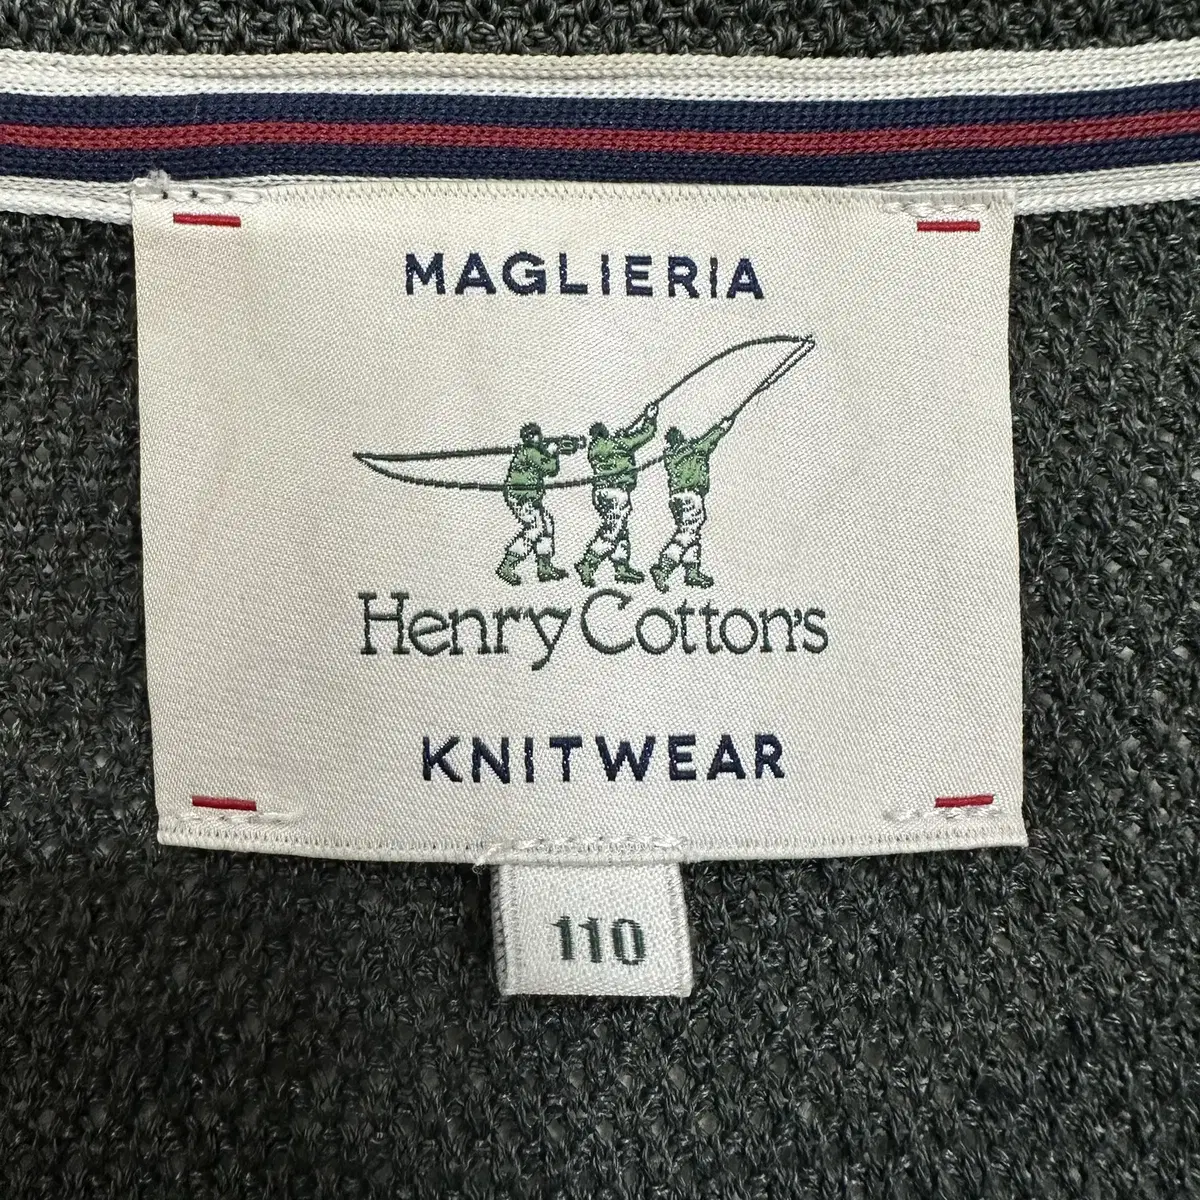 MAGLIERIA
Henry Cotton's
KNITWEAR
110